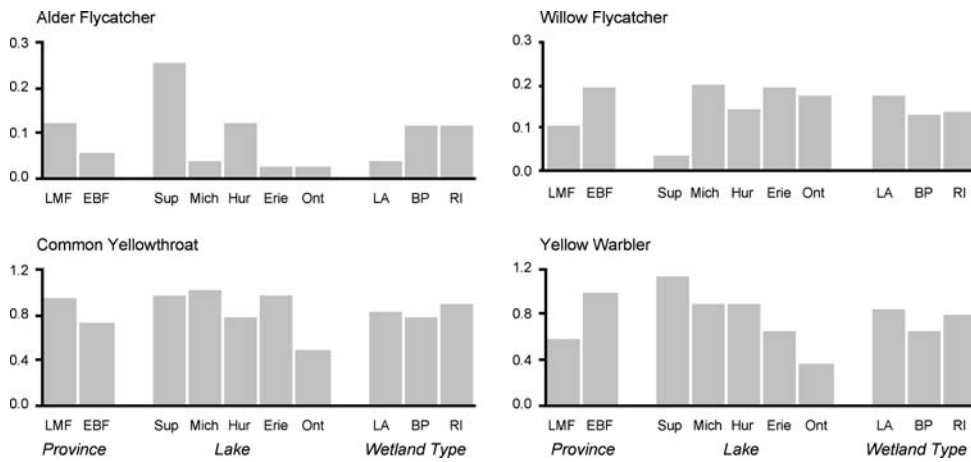 Alder Flycatcher
0.3
0.2
0.1
0.0
LMF EBF Sup Mich Hur Erie Ont LA BP RI
Willow Flycatcher
0.3
0.2
0.1
0.0
LMF EBF Sup Mich Hur Erie Ont LA BP RI
Common Yellowthroat
1.2
0.8
0.4
0.0
LMF EBF Sup Mich Hur Erie Ont LA BP RI
Province Lake Wetland Type
Yellow Warbler
1.2
0.8
0.4
0.0
LMF EBF Sup Mich Hur Erie Ont LA BP RI
Province Lake Wetland Type